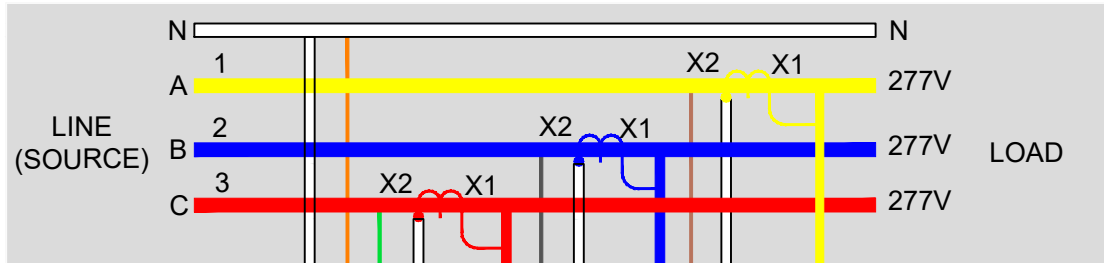 N N
1 X2 X1
A 277V
LINE
(SOURCE)
2 X2 X1
B 277V
LOAD
3 X2 X1
C 277V